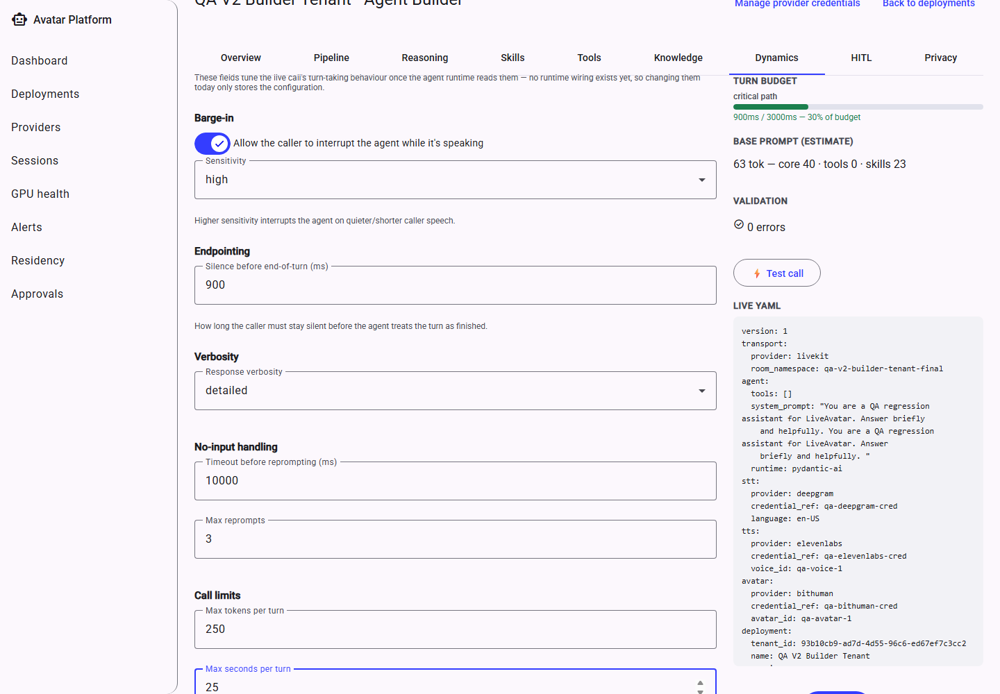 Avatar Platform
Dashboard
Deployments
Providers
Sessions
GPU health
Alerts
Residency
Approvals
QA V2 Builder Tenant - Agent Builder
Manage provider credentials
Back to deployments
Overview
Pipeline
Reasoning
Skills
Tools
Knowledge
Dynamics
HITL
Privacy
These fields tune the live call's turn-taking behaviour once the agent runtime reads them — no runtime wiring exists yet, so changing them
today only stores the configuration.
Barge-in
Allow the caller to interrupt the agent while it's speaking
Sensitivity
high
Higher sensitivity interrupts the agent on quieter/shorter caller speech.
Endpointing
Silence before end-of-turn (ms)
900
How long the caller must stay silent before the agent treats the turn as finished.
Verbosity
Response verbosity
detailed
No-input handling
Timeout before reprompting (ms)
10000
Max reprompts
3
Call limits
Max tokens per turn
250
Max seconds per turn
25
TURN BUDGET
critical path
900ms / 3000ms — 30% of budget
BASE PROMPT (ESTIMATE)
63 tok — core 40 · tools 0 · skills 23
VALIDATION
0 errors
Test call
LIVE YAML
version: 1
transport:
  provider: livekit
  room_namespace: qa-v2-builder-tenant-final
agent:
  tools: []
  system_prompt: "You are a QA regression
assistant for LiveAvatar. Answer briefly
    and helpfully. You are a QA regression
assistant for LiveAvatar. Answer
    briefly and helpfully. "
  runtime: pydantic-ai
stt:
  provider: deepgram
  credential_ref: qa-deepgram-cred
  language: en-US
tts:
  provider: elevenlabs
  credential_ref: qa-elevenlabs-cred
  voice_id: qa-voice-1
avatar:
  provider: bithuman
  credential_ref: qa-bithuman-cred
  avatar_id: qa-avatar-1
deployment:
  tenant_id: 93b10cb9-ad7d-4d55-96c6-ed67ef7c3cc2
  name: QA V2 Builder Tenant